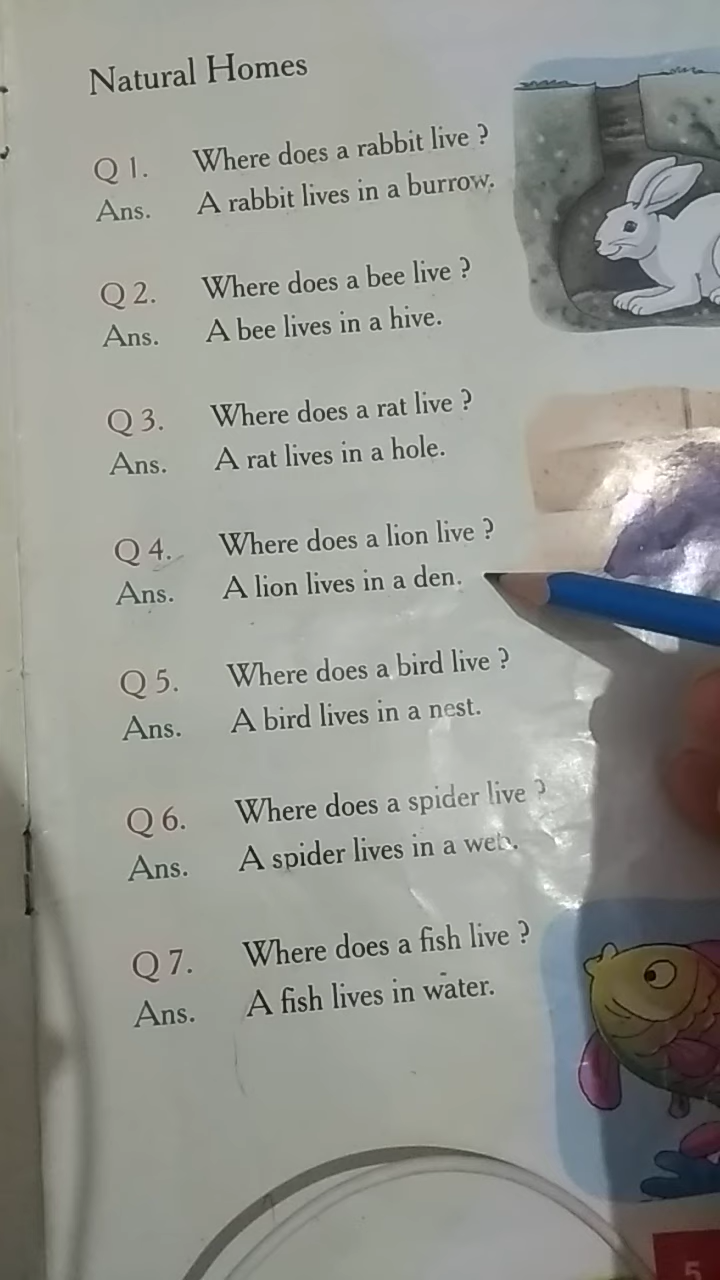 Natural Homes
Q 1. Where does a rabbit live ?
Ans. A rabbit lives in a burrow.
Q 2. Where does a bee live ?
Ans. A bee lives in a hive.
Q 3. Where does a rat live ?
Ans. A rat lives in a hole.
Q 4. Where does a lion live ?
Ans. A lion lives in a den.
Q 5. Where does a bird live ?
Ans. A bird lives in a nest.
Q 6. Where does a spider live ?
Ans. A spider lives in a web.
Q 7. Where does a fish live ?
Ans. A fish lives in water.
5